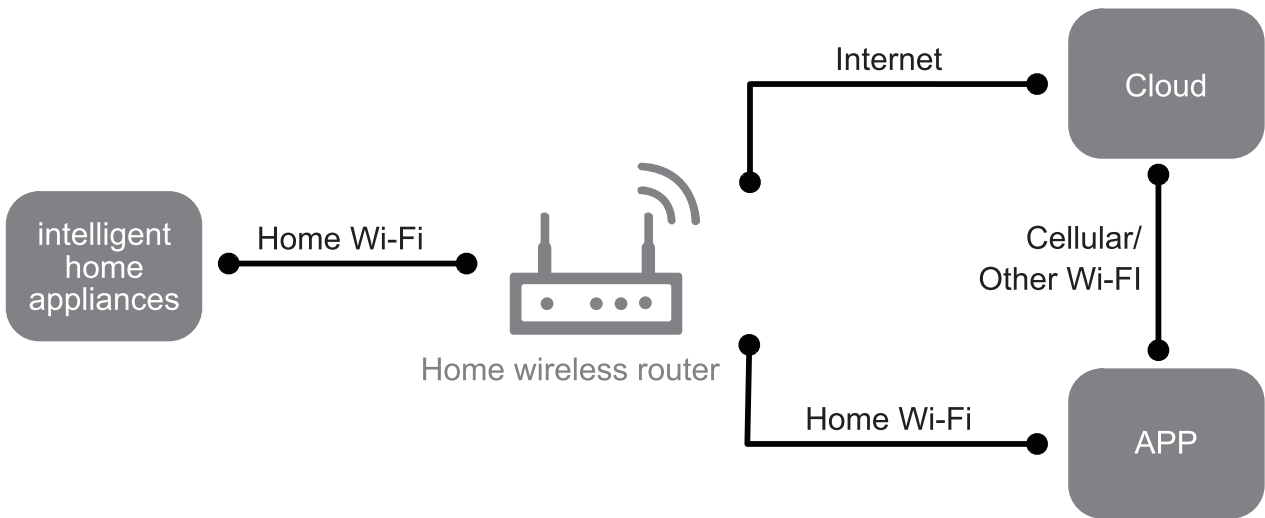 Internet
Cloud
intelligent
home
appliances
Home Wi-Fi
Cellular/
Other Wi-FI
Home wireless router
Home Wi-Fi
APP